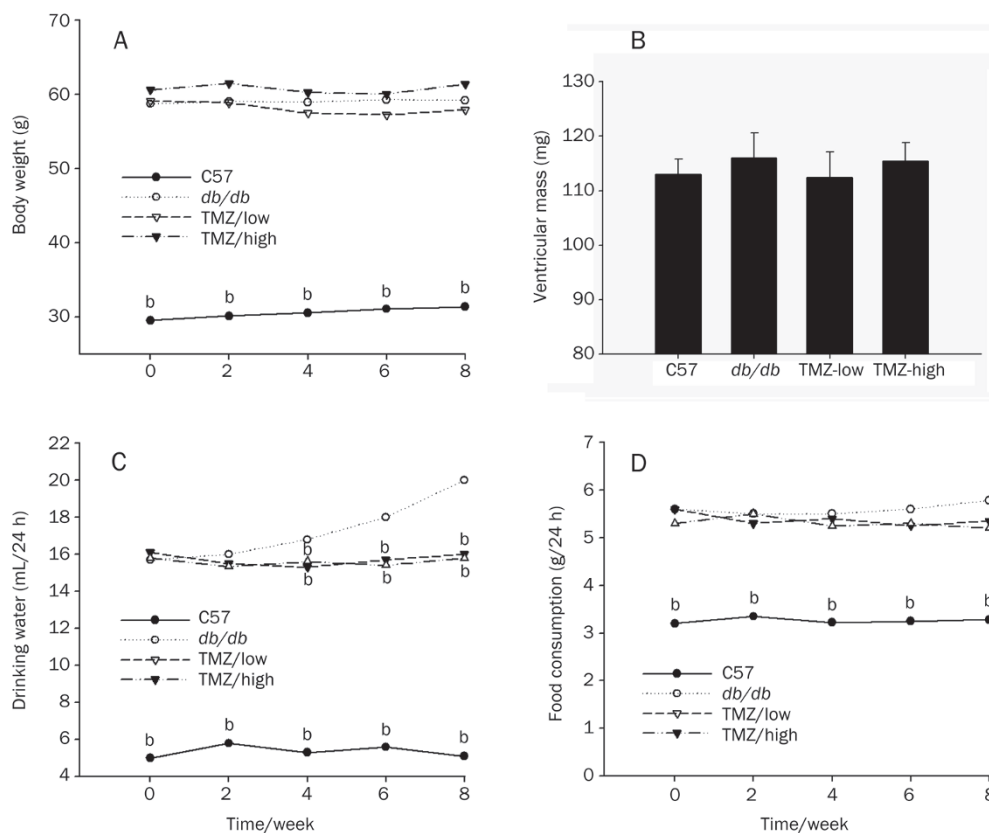 A
70
60
50
40
30
Body weight (g)
C57
db/db
TMZ/low
TMZ/high
b b b b b
0 2 4 6 8
B
130
120
110
100
90
80
Ventricular mass (mg)
C57 db/db TMZ-low TMZ-high
C
22
20
18
16
14
12
10
8
6
4
Drinking water (mL/24 h)
b b b
b b b
C57
db/db
TMZ/low
TMZ/high
b b b b b
0 2 4 6 8
Time/week
D
7
6
5
4
3
2
1
0
Food consumption (g/24 h)
b b b b b
C57
db/db
TMZ/low
TMZ/high
0 2 4 6 8
Time/week